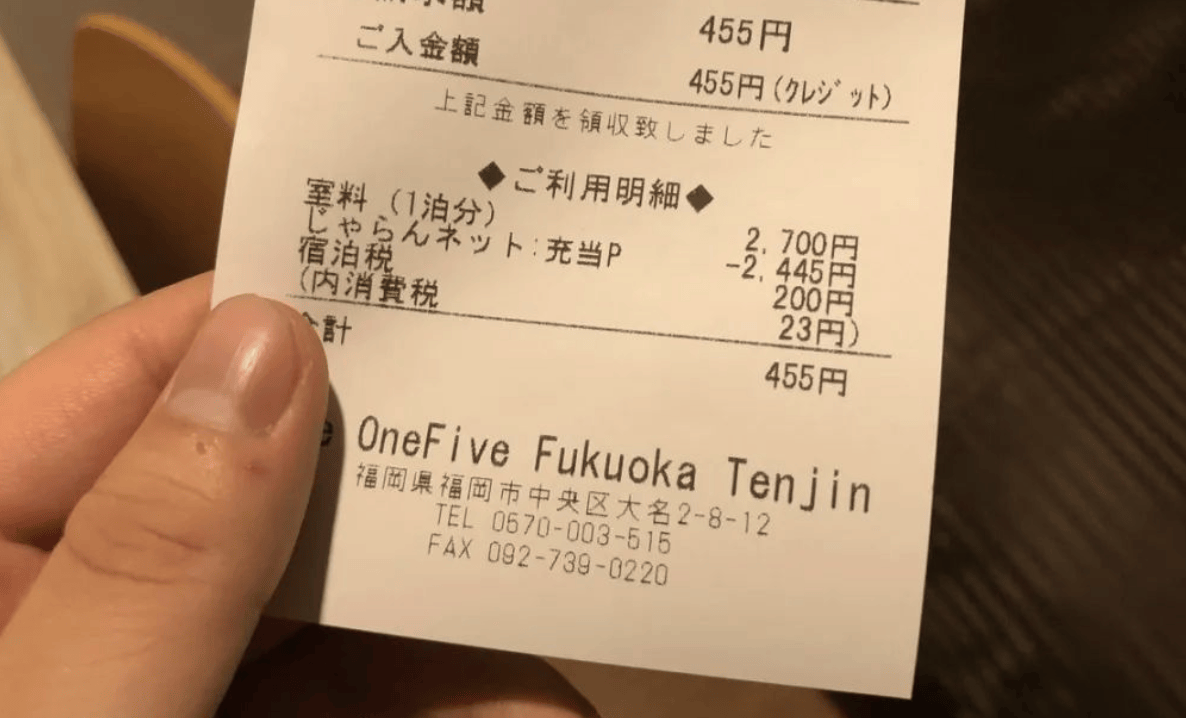 455円
ご入金額 455円(クレジット)
上記金額を領収致しました
◆ご利用明細◆
室料 (1泊分) 2,700円
じゃらんネット:充当P -2,445円
宿泊税 200円
(内消費税 23円)
計 455円
OneFive Fukuoka Tenjin
福岡県福岡市中央区大名2-8-12
TEL 0570-003-515
FAX 092-739-0220